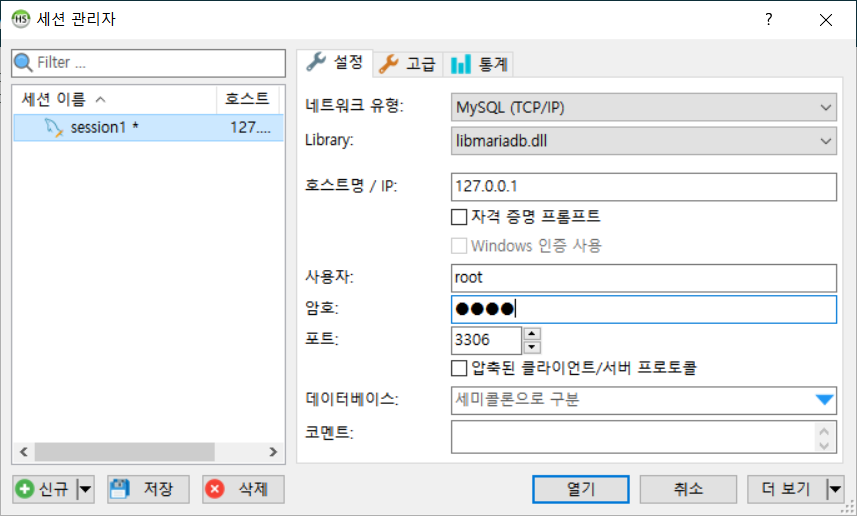 HS 세션 관리자
Filter ...
세션 이름 호스트
session1 * 127....
설정 고급 통계
네트워크 유형: MySQL (TCP/IP)
Library: libmariadb.dll
호스트명 / IP: 127.0.0.1
자격 증명 프롬프트
Windows 인증 사용
사용자: root
암호: ●●●●
포트: 3306
압축된 클라이언트/서버 프로토콜
데이터베이스: 세미콜론으로 구분
코멘트:
신규 저장 삭제 열기 취소 더 보기